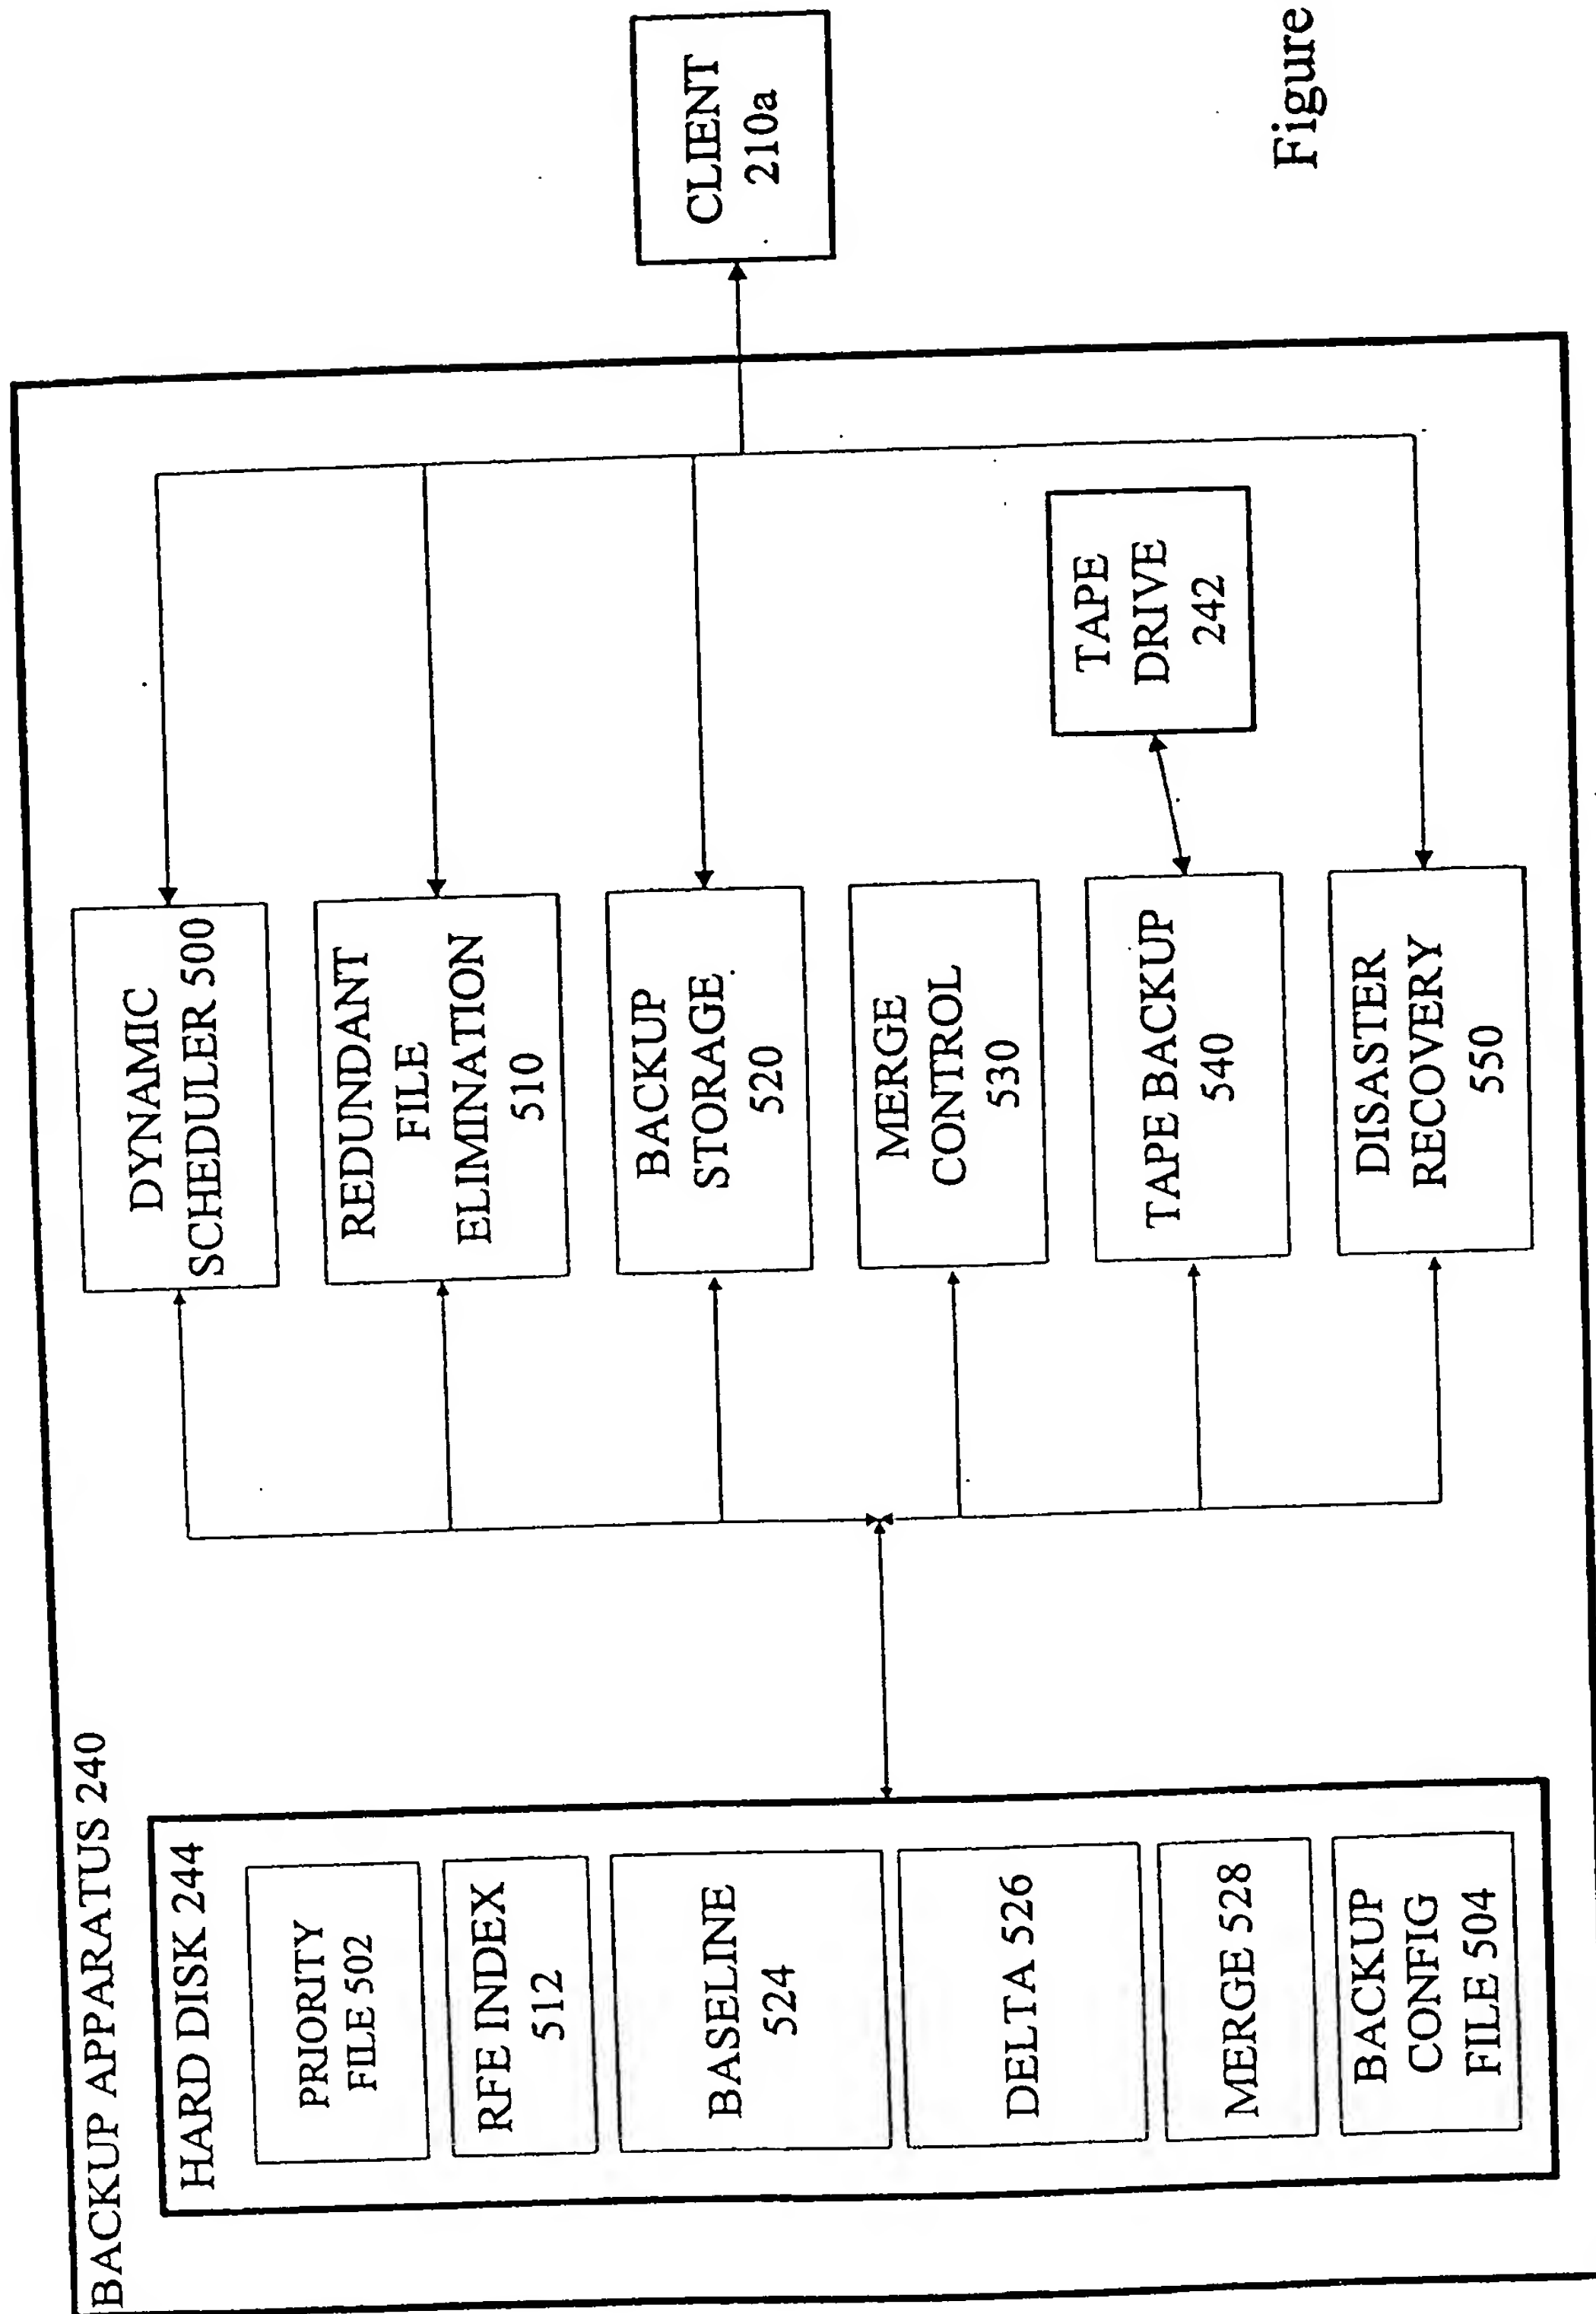 BACKUP APPARATUS 240
HARD DISK 244
PRIORITY
FILE 502
RFE INDEX
512
BASELINE
524
DELTA 526
MERGE 528
BACKUP
CONFIG
FILE 504
DYNAMIC
SCHEDULER 500
REDUNDANT
FILE
ELIMINATION
510
BACKUP
STORAGE
520
MERGE
CONTROL
530
TAPE BACKUP
540
DISASTER
RECOVERY
550
TAPE
DRIVE
242
CLIENT
210a
Figure